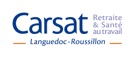 Carsat Retraite
& Santé
au travail
Languedoc-Roussillon